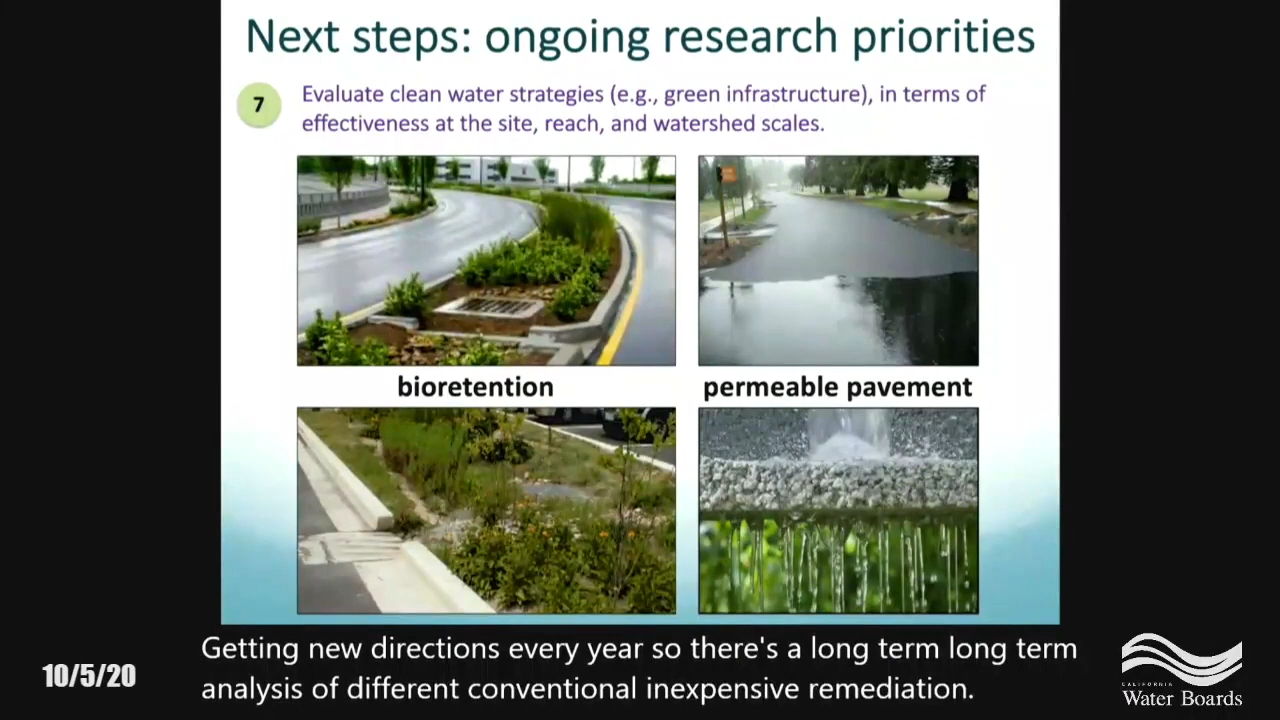 Next steps: ongoing research priorities
7
Evaluate clean water strategies (e.g., green infrastructure), in terms of
effectiveness at the site, reach, and watershed scales.
bioretention
permeable pavement
Getting new directions every year so there's a long term long term
analysis of different conventional inexpensive remediation.
10/5/20
CALIFORNIA
Water Boards